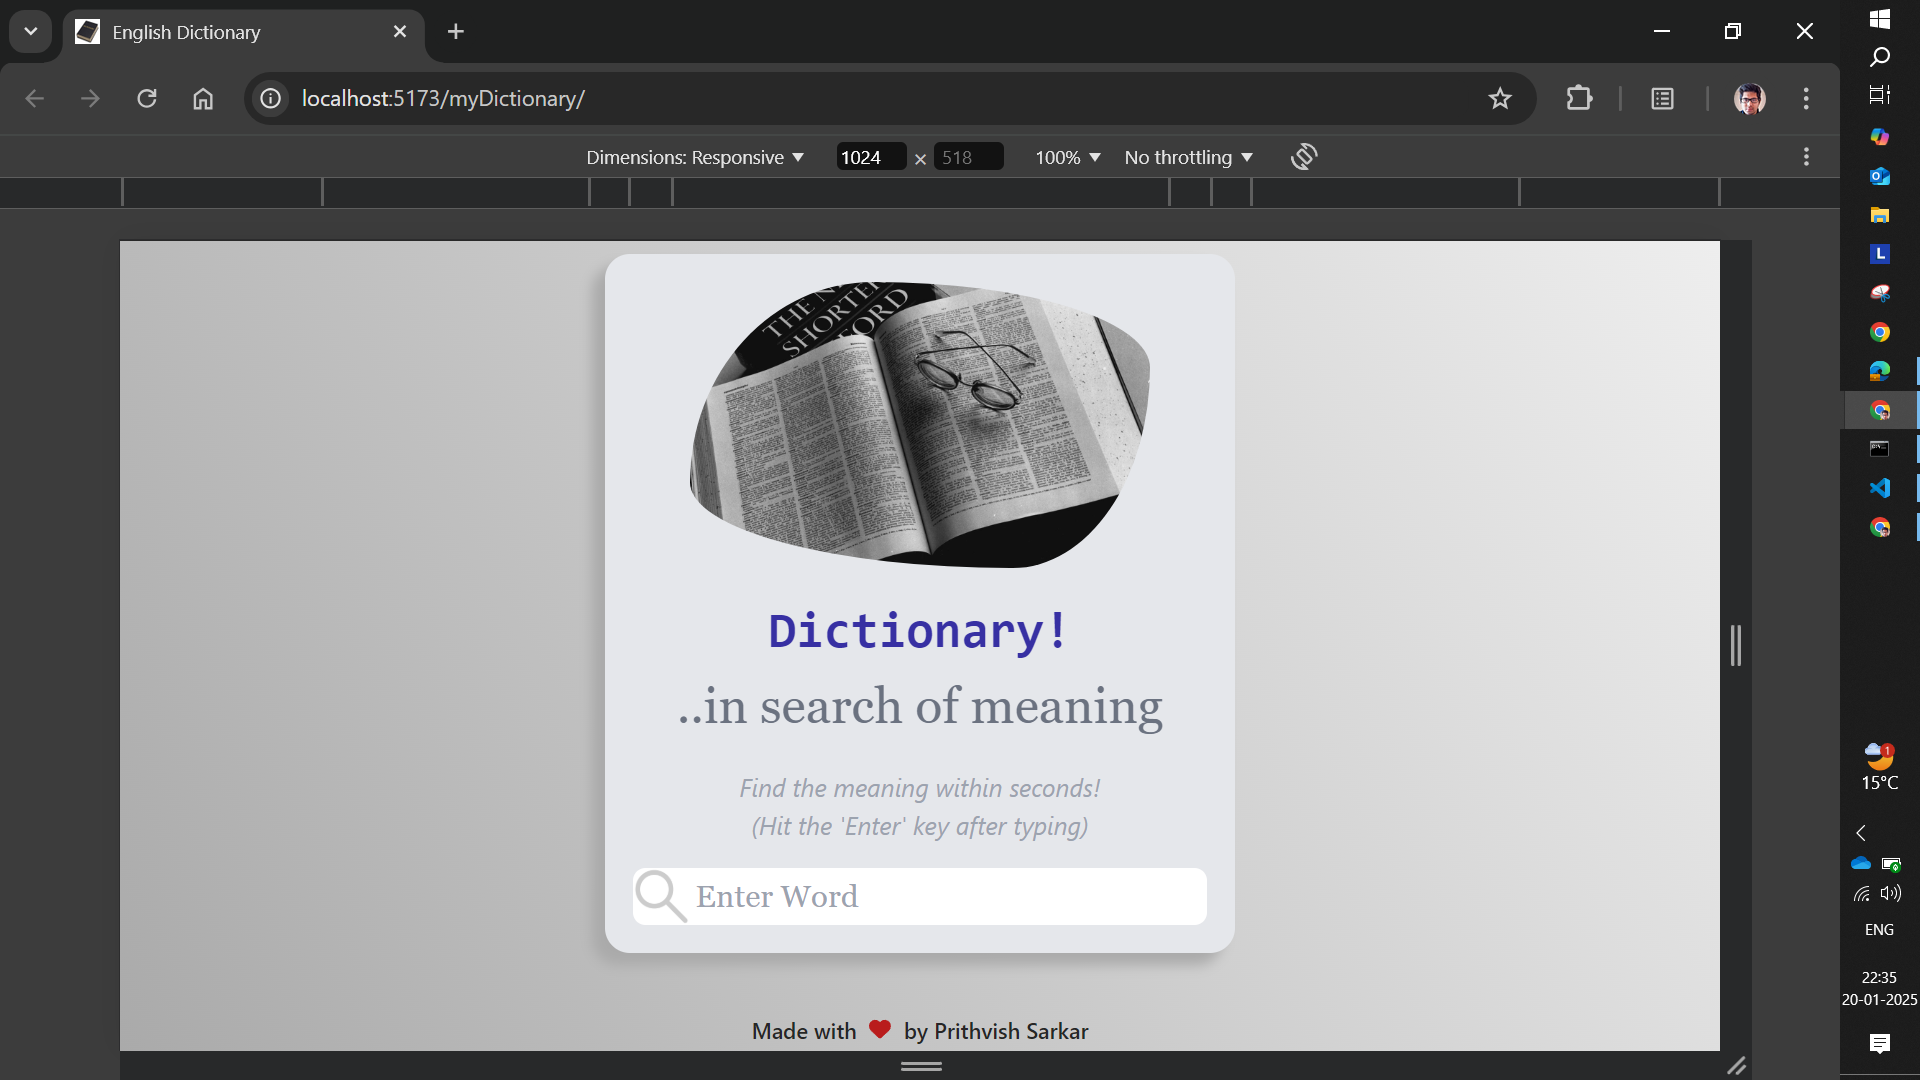 English Dictionary
localhost:5173/myDictionary/
Dimensions: Responsive 1024 × 518 100% No throttling
L
THE N
SHORTER
FORD
Dictionary!
..in search of meaning
Find the meaning within seconds!
(Hit the 'Enter' key after typing)
Enter Word
Made with by Prithvish Sarkar
1
15°C
ENG
22:35
20-01-2025